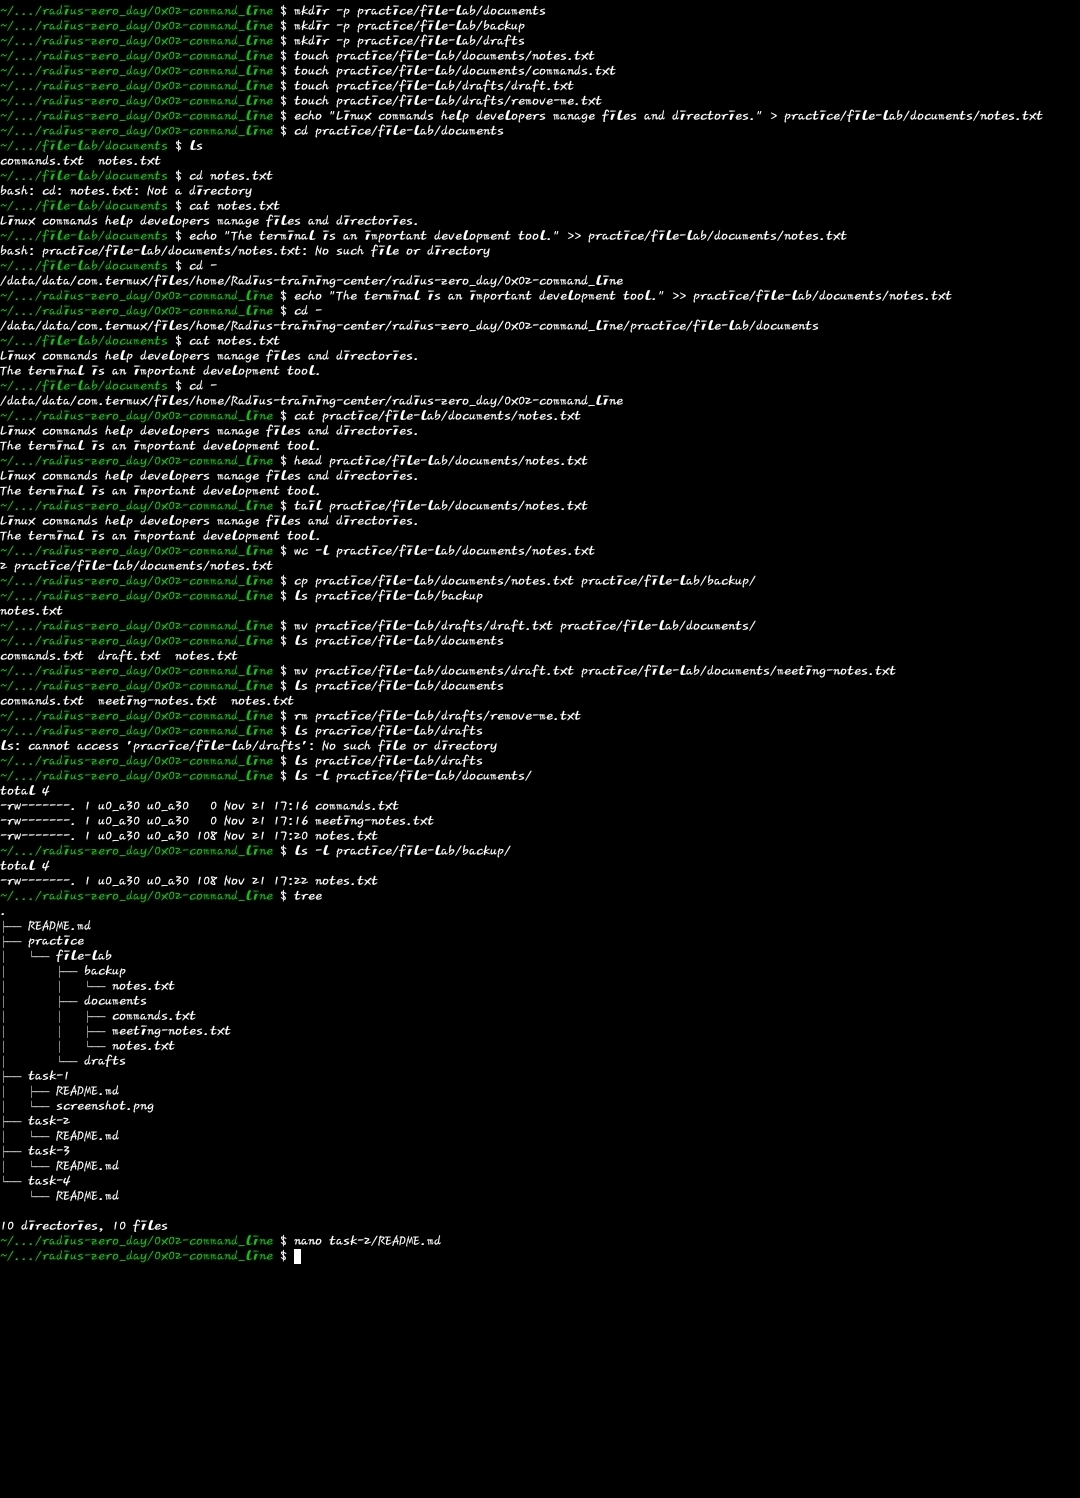 ~/.../radius-zero_day/0x02-command_line $ mkdir -p practice/file-lab/documents
~/.../radius-zero_day/0x02-command_line $ mkdir -p practice/file-lab/backup
~/.../radius-zero_day/0x02-command_line $ mkdir -p practice/file-lab/drafts
~/.../radius-zero_day/0x02-command_line $ touch practice/file-lab/documents/notes.txt
~/.../radius-zero_day/0x02-command_line $ touch practice/file-lab/documents/commands.txt
~/.../radius-zero_day/0x02-command_line $ touch practice/file-lab/drafts/draft.txt
~/.../radius-zero_day/0x02-command_line $ touch practice/file-lab/drafts/remove-me.txt
~/.../radius-zero_day/0x02-command_line $ echo "Linux commands help developers manage files and directories." > practice/file-lab/documents/notes.txt
~/.../radius-zero_day/0x02-command_line $ cd practice/file-lab/documents
~/.../file-lab/documents $ ls
commands.txt  notes.txt
~/.../file-lab/documents $ cd notes.txt
bash: cd: notes.txt: Not a directory
~/.../file-lab/documents $ cat notes.txt
Linux commands help developers manage files and directories.
~/.../file-lab/documents $ echo "The terminal is an important development tool." >> practice/file-lab/documents/notes.txt
bash: practice/file-lab/documents/notes.txt: No such file or directory
~/.../file-lab/documents $ cd -
/data/data/com.termux/files/home/Radius-training-center/radius-zero_day/0x02-command_line
~/.../radius-zero_day/0x02-command_line $ echo "The terminal is an important development tool." >> practice/file-lab/documents/notes.txt
~/.../radius-zero_day/0x02-command_line $ cd -
/data/data/com.termux/files/home/Radius-training-center/radius-zero_day/0x02-command_line/practice/file-lab/documents
~/.../file-lab/documents $ cat notes.txt
Linux commands help developers manage files and directories.
The terminal is an important development tool.
~/.../file-lab/documents $ cd -
/data/data/com.termux/files/home/Radius-training-center/radius-zero_day/0x02-command_line
~/.../radius-zero_day/0x02-command_line $ cat practice/file-lab/documents/notes.txt
Linux commands help developers manage files and directories.
The terminal is an important development tool.
~/.../radius-zero_day/0x02-command_line $ head practice/file-lab/documents/notes.txt
Linux commands help developers manage files and directories.
The terminal is an important development tool.
~/.../radius-zero_day/0x02-command_line $ tail practice/file-lab/documents/notes.txt
Linux commands help developers manage files and directories.
The terminal is an important development tool.
~/.../radius-zero_day/0x02-command_line $ wc -l practice/file-lab/documents/notes.txt
2 practice/file-lab/documents/notes.txt
~/.../radius-zero_day/0x02-command_line $ cp practice/file-lab/documents/notes.txt practice/file-lab/backup/
~/.../radius-zero_day/0x02-command_line $ ls practice/file-lab/backup
notes.txt
~/.../radius-zero_day/0x02-command_line $ mv practice/file-lab/drafts/draft.txt practice/file-lab/documents/
~/.../radius-zero_day/0x02-command_line $ ls practice/file-lab/documents
commands.txt  draft.txt  notes.txt
~/.../radius-zero_day/0x02-command_line $ mv practice/file-lab/documents/draft.txt practice/file-lab/documents/meeting-notes.txt
~/.../radius-zero_day/0x02-command_line $ ls practice/file-lab/documents
commands.txt  meeting-notes.txt  notes.txt
~/.../radius-zero_day/0x02-command_line $ rm practice/file-lab/drafts/remove-me.txt
~/.../radius-zero_day/0x02-command_line $ ls pracrice/file-lab/drafts
ls: cannot access 'pracrice/file-lab/drafts': No such file or directory
~/.../radius-zero_day/0x02-command_line $ ls practice/file-lab/drafts
~/.../radius-zero_day/0x02-command_line $ ls -l practice/file-lab/documents/
total 4
-rw-------. 1 u0_a30 u0_a30   0 Nov 21 17:16 commands.txt
-rw-------. 1 u0_a30 u0_a30   0 Nov 21 17:16 meeting-notes.txt
-rw-------. 1 u0_a30 u0_a30 108 Nov 21 17:20 notes.txt
~/.../radius-zero_day/0x02-command_line $ ls -l practice/file-lab/backup/
total 4
-rw-------. 1 u0_a30 u0_a30 108 Nov 21 17:22 notes.txt
~/.../radius-zero_day/0x02-command_line $ tree
.
├── README.md
├── practice
│   └── file-lab
│       ├── backup
│       │   └── notes.txt
│       ├── documents
│       │   ├── commands.txt
│       │   ├── meeting-notes.txt
│       │   └── notes.txt
│       └── drafts
├── task-1
│   ├── README.md
│   └── screenshot.png
├── task-2
│   └── README.md
├── task-3
│   └── README.md
└── task-4
    └── README.md
10 directories, 10 files
~/.../radius-zero_day/0x02-command_line $ nano task-2/README.md
~/.../radius-zero_day/0x02-command_line $